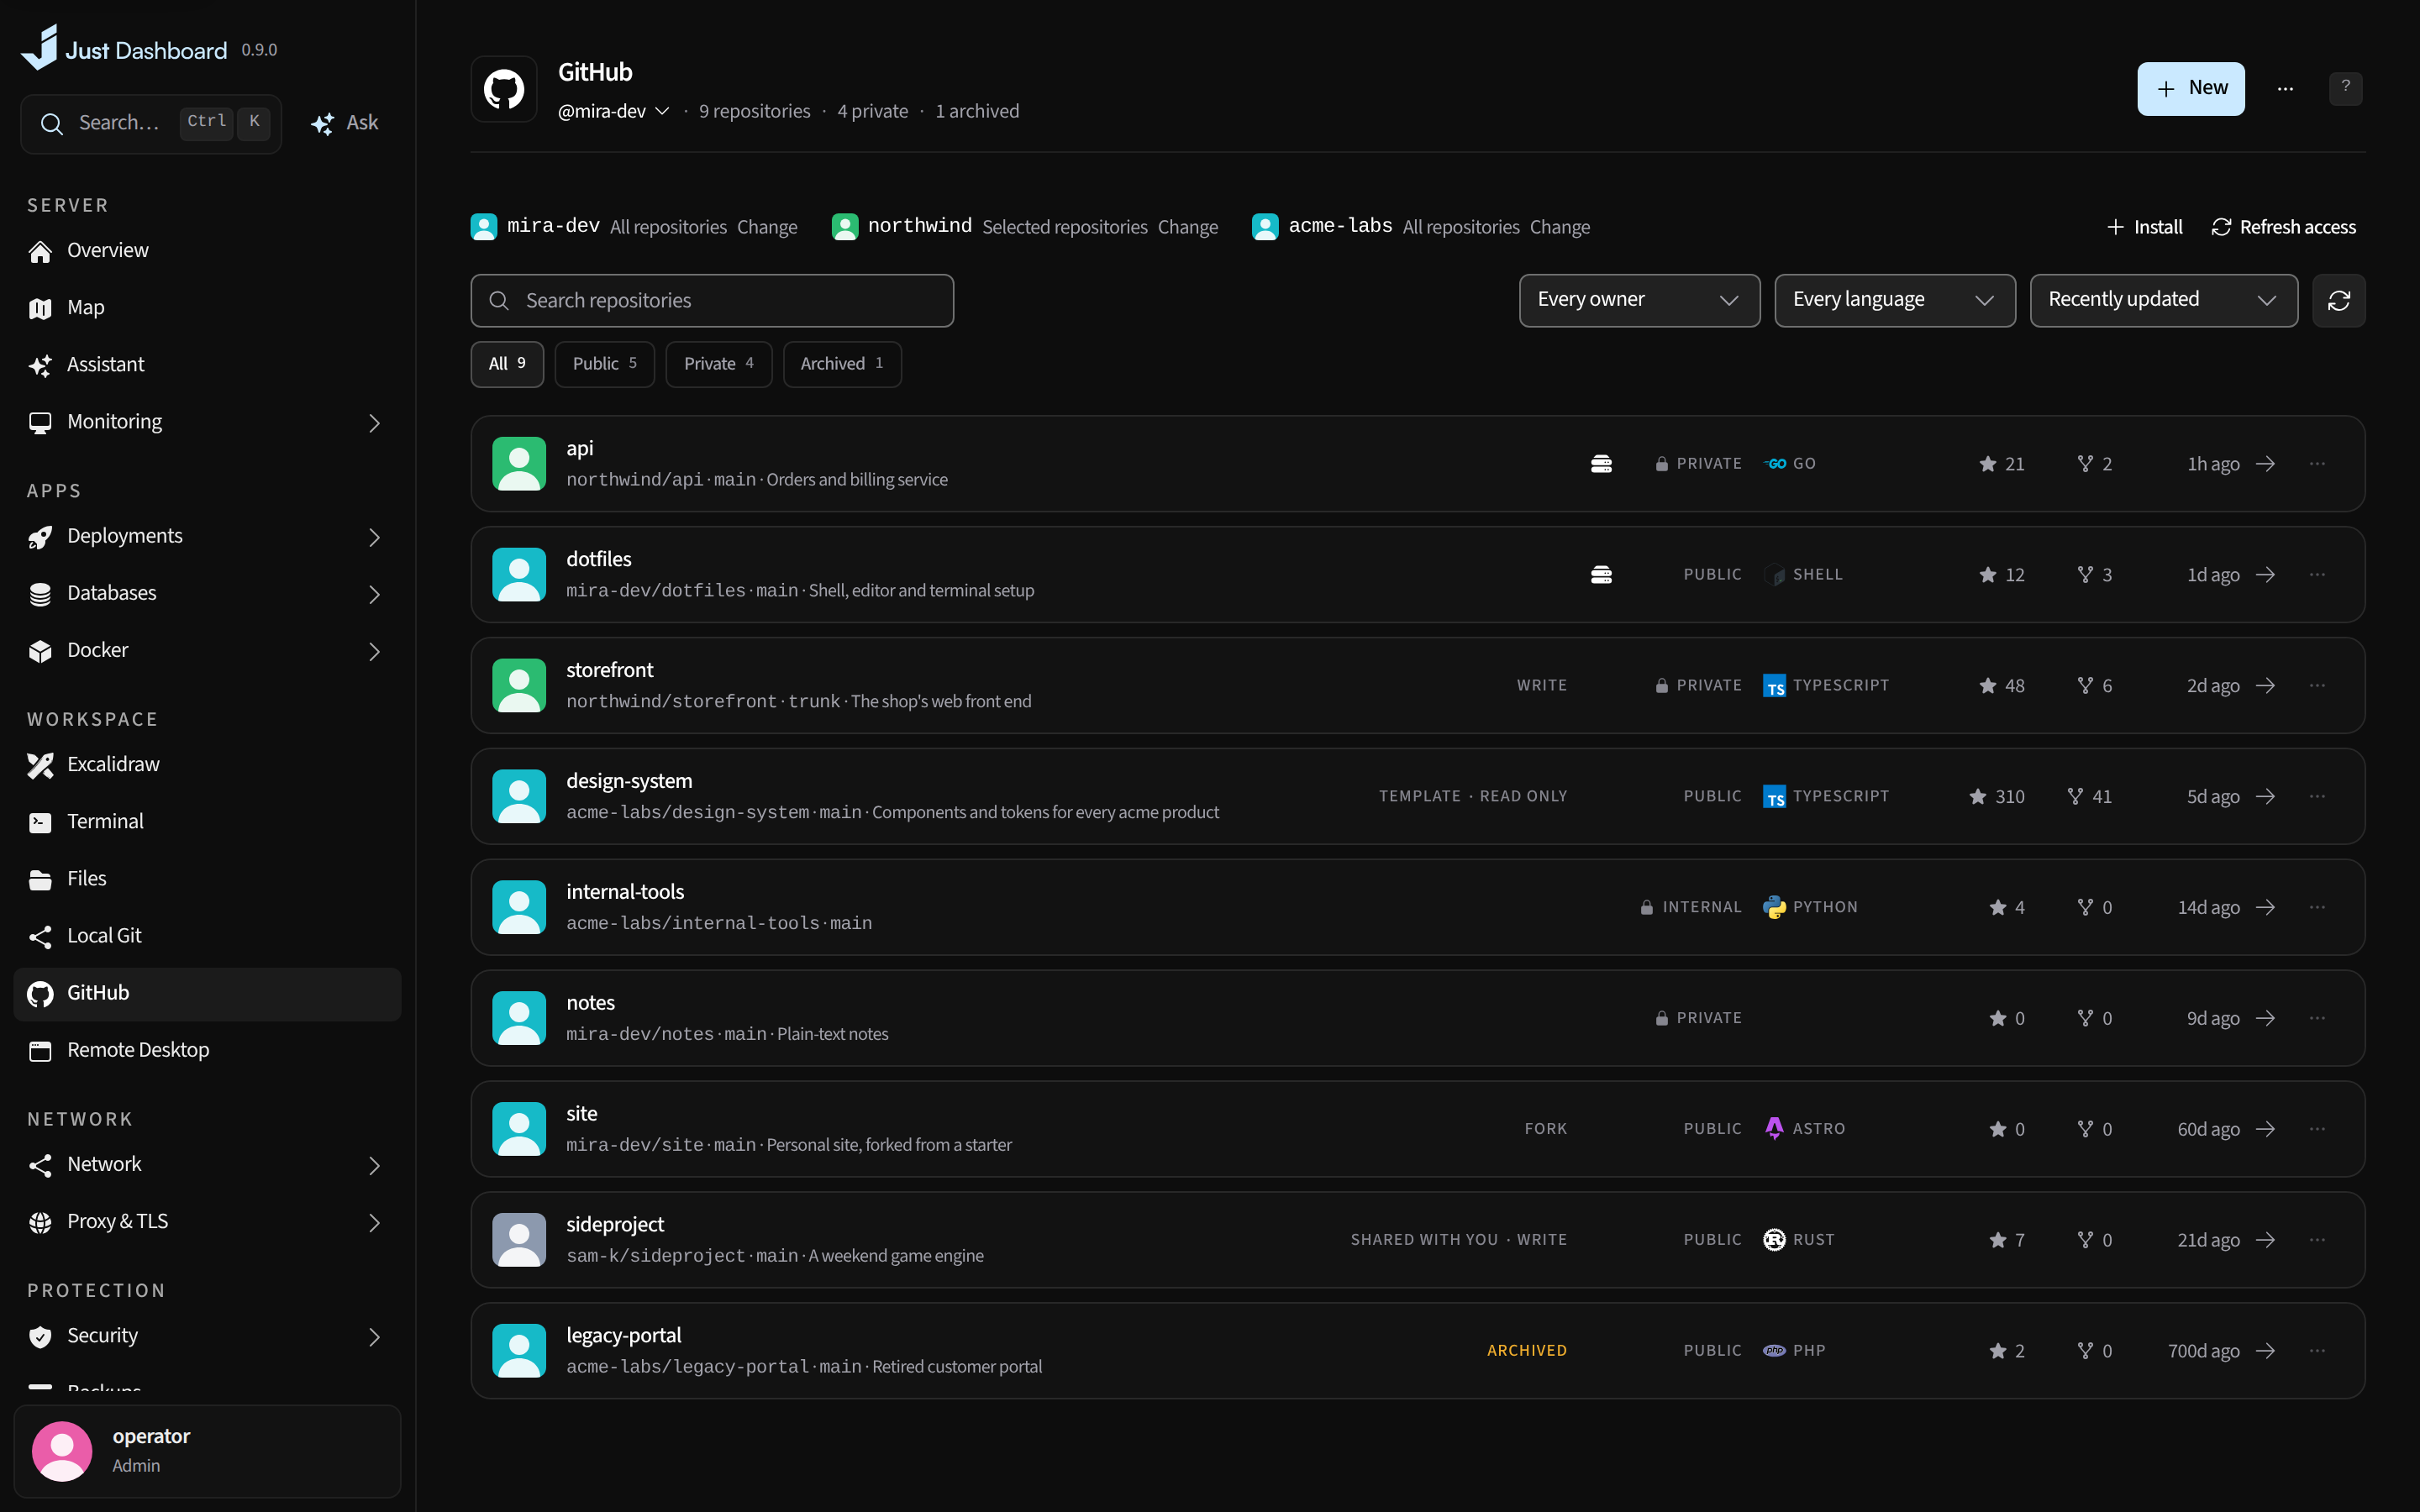 Just Dashboard 0.9.0
Search... Ctrl K Ask
SERVER
Overview
Map
Assistant
Monitoring
APPS
Deployments
Databases
Docker
WORKSPACE
Excalidraw
Terminal
Files
Local Git
GitHub
Remote Desktop
NETWORK
Network
Proxy & TLS
PROTECTION
Security
Backups
operator
Admin
GitHub
@mira-dev · 9 repositories · 4 private · 1 archived
New ... ?
mira-dev All repositories Change northwind Selected repositories Change acme-labs All repositories Change Install Refresh access
Search repositories Every owner Every language Recently updated
All 9 Public 5 Private 4 Archived 1
api
northwind/api · main · Orders and billing service
PRIVATE GO GO 21 2 1h ago
dotfiles
mira-dev/dotfiles · main · Shell, editor and terminal setup
PUBLIC SHELL 12 3 1d ago
storefront
northwind/storefront · trunk · The shop's web front end
WRITE PRIVATE TS TYPESCRIPT 48 6 2d ago
design-system
acme-labs/design-system · main · Components and tokens for every acme product
TEMPLATE · READ ONLY PUBLIC TS TYPESCRIPT 310 41 5d ago
internal-tools
acme-labs/internal-tools · main
INTERNAL PYTHON 4 0 14d ago
notes
mira-dev/notes · main · Plain-text notes
PRIVATE 0 0 9d ago
site
mira-dev/site · main · Personal site, forked from a starter
FORK PUBLIC ASTRO 0 0 60d ago
sideproject
sam-k/sideproject · main · A weekend game engine
SHARED WITH YOU · WRITE PUBLIC R RUST 7 0 21d ago
legacy-portal
acme-labs/legacy-portal · main · Retired customer portal
ARCHIVED PUBLIC php PHP 2 0 700d ago